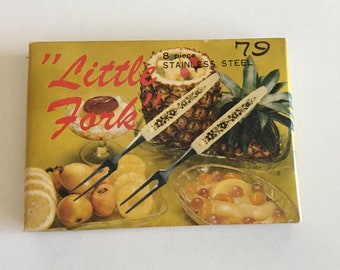 "Little
Fork"
8 piece
STAINLESS STEEL
79